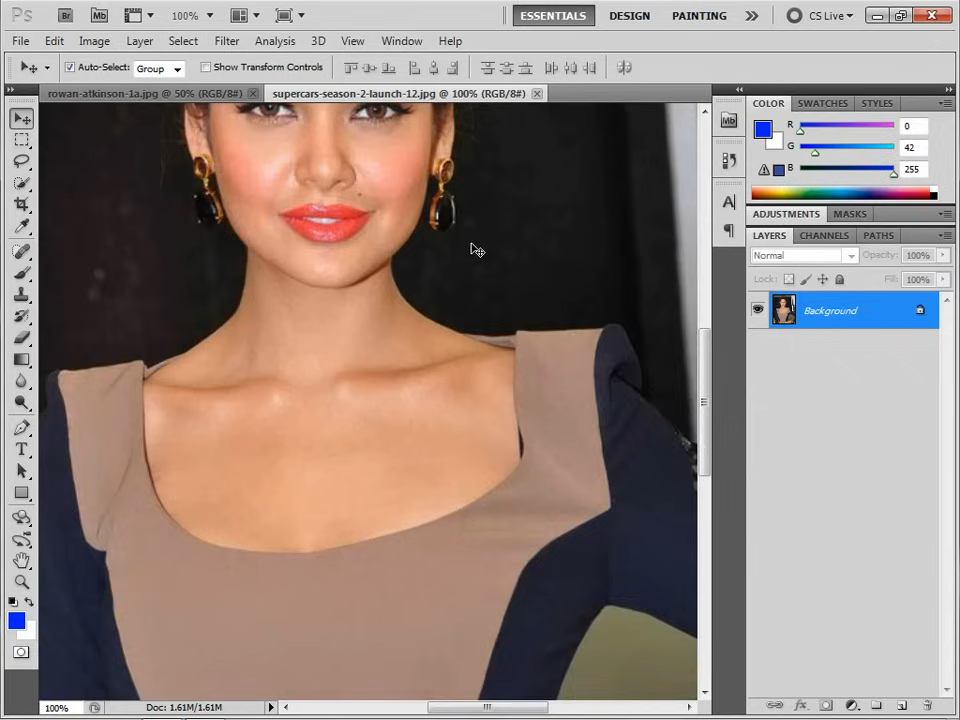 Ps Br Mb 100% ESSENTIALS DESIGN PAINTING CS Live
File Edit Image Layer Select Filter Analysis 3D View Window Help
Auto-Select: Group Show Transform Controls
rowan-atkinson-1a.jpg @ 50% (RGB/8#) supercars-season-2-launch-12.jpg @ 100% (RGB/8#)
COLOR SWATCHES STYLES
Mb
R 0
G 42
B 255
A
ADJUSTMENTS MASKS
LAYERS CHANNELS PATHS
Normal Opacity: 100%
Lock: Fill: 100%
Background
T
100% Doc: 1.61M/1.61M